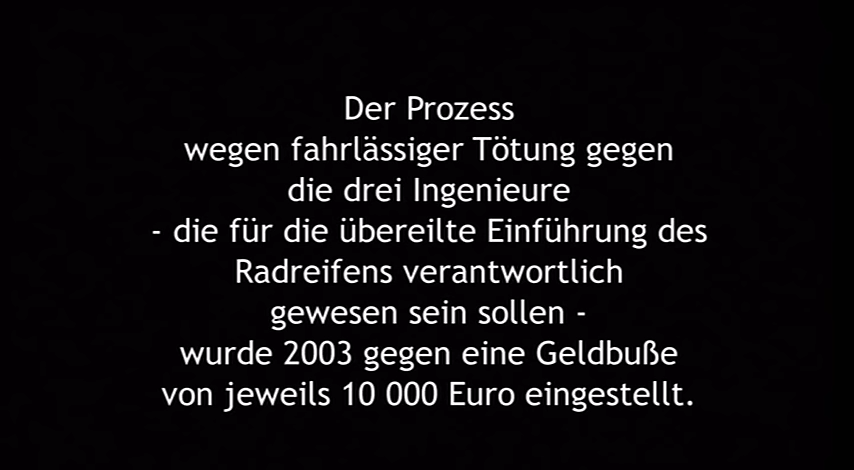 Der Prozess
wegen fahrlässiger Tötung gegen
die drei Ingenieure
- die für die übereilte Einführung des
Radreifens verantwortlich
gewesen sein sollen -
wurde 2003 gegen eine Geldbuße
von jeweils 10 000 Euro eingestellt.